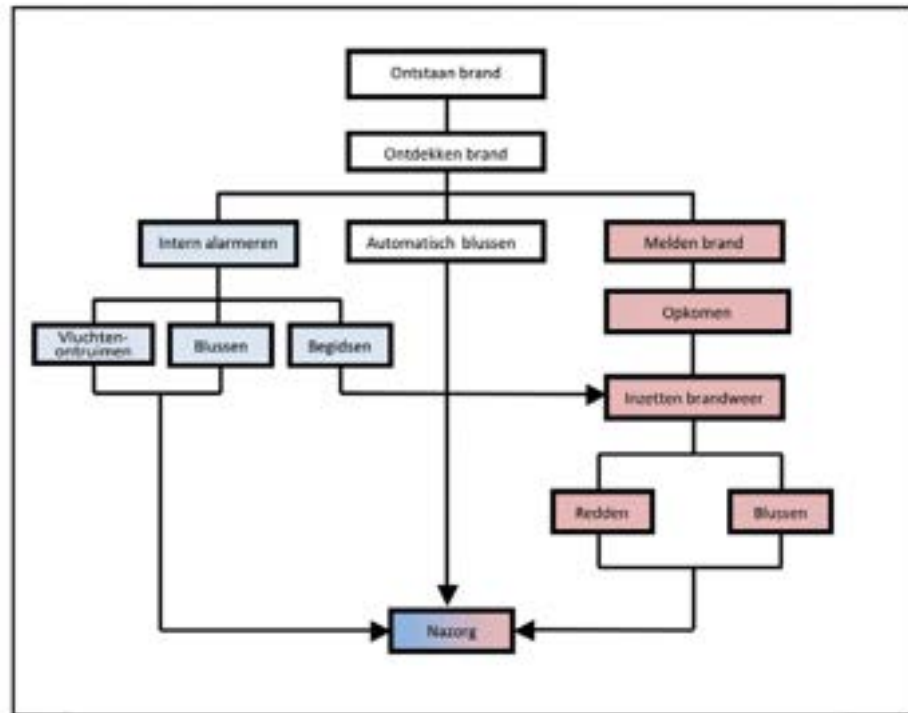 Ontstaan brand
Ontdekken brand
Intern alarmeren
Automatisch blussen
Melden brand
Opkomen
Vluchten-
ontruimen
Blussen
Begidsen
Inzetten brandweer
Redden
Blussen
Nazorg